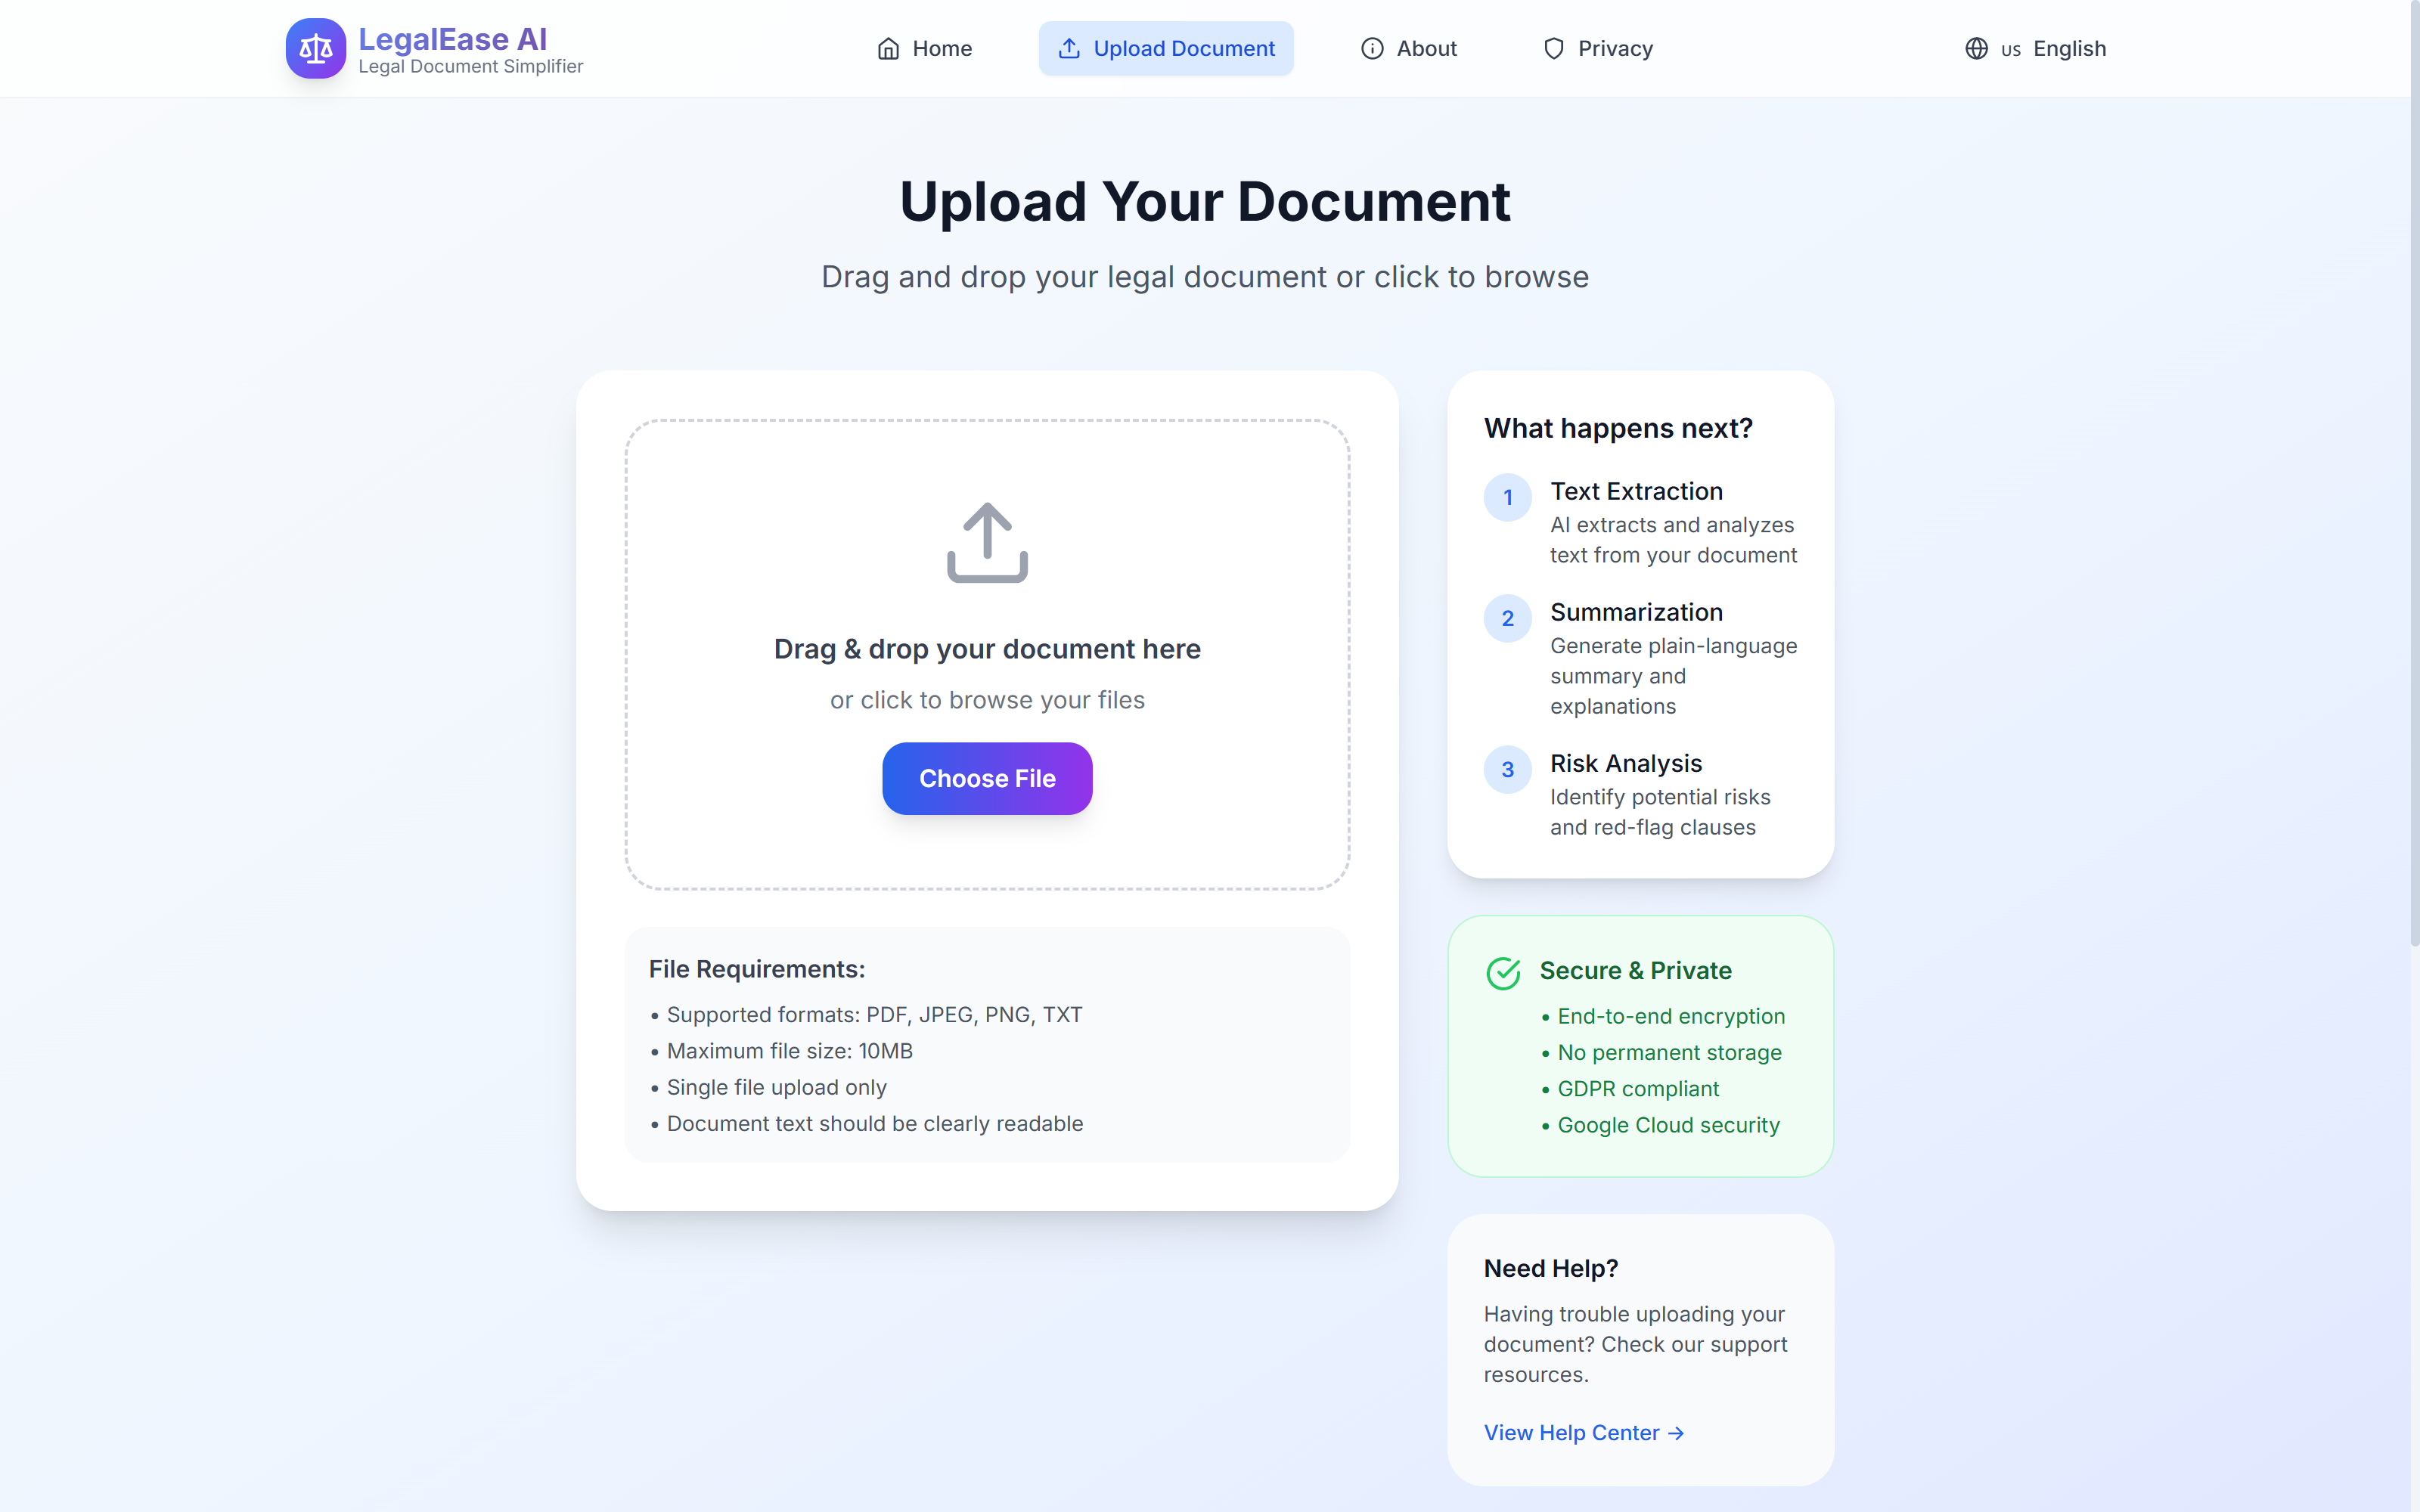 LegalEase AI
Legal Document Simplifier
Home
Upload Document
About
Privacy
US English
Upload Your Document
Drag and drop your legal document or click to browse
Drag & drop your document here
or click to browse your files
Choose File
File Requirements:
• Supported formats: PDF, JPEG, PNG, TXT
• Maximum file size: 10MB
• Single file upload only
• Document text should be clearly readable
What happens next?
1 Text Extraction
AI extracts and analyzes
text from your document
2 Summarization
Generate plain-language
summary and
explanations
3 Risk Analysis
Identify potential risks
and red-flag clauses
Secure & Private
• End-to-end encryption
• No permanent storage
• GDPR compliant
• Google Cloud security
Need Help?
Having trouble uploading your
document? Check our support
resources.
View Help Center →